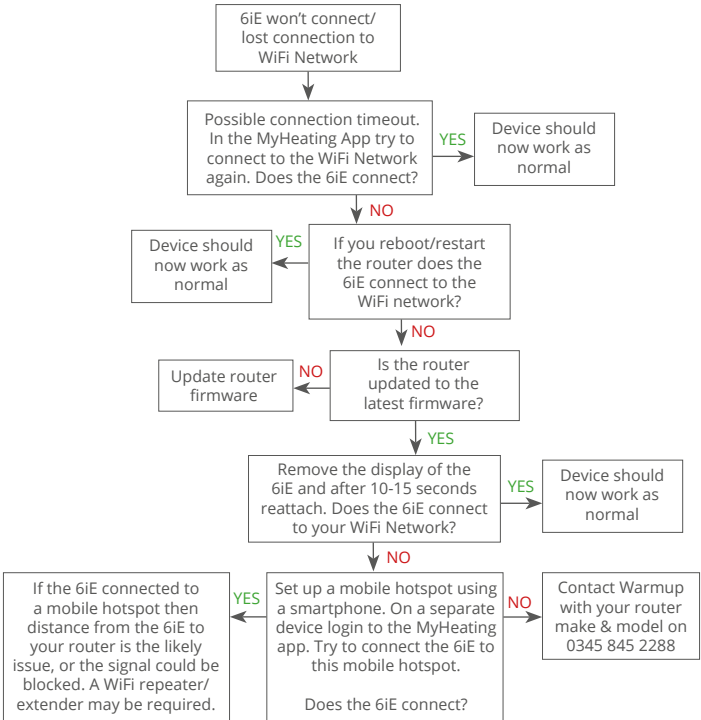 6iE won't connect/
lost connection to
WiFi Network
Possible connection timeout.
In the MyHeating App try to
connect to the WiFi Network
again. Does the 6iE connect?
YES
Device should
now work as
normal
NO
If you reboot/restart
the router does the
6iE connect to the
WiFi network?
YES
Device should
now work as
normal
NO
Is the router
updated to the
latest firmware?
NO
Update router
firmware
YES
Remove the display of the
6iE and after 10-15 seconds
reattach. Does the 6iE connect
to your WiFi Network?
YES
Device should
now work as
normal
NO
Set up a mobile hotspot using
a smartphone. On a separate
device login to the MyHeating
app. Try to connect the 6iE to
this mobile hotspot.
Does the 6iE connect?
YES
If the 6iE connected to
a mobile hotspot then
distance from the 6iE to
your router is the likely
issue, or the signal could be
blocked. A WiFi repeater/
extender may be required.
NO
Contact Warmup
with your router
make & model on
0345 845 2288